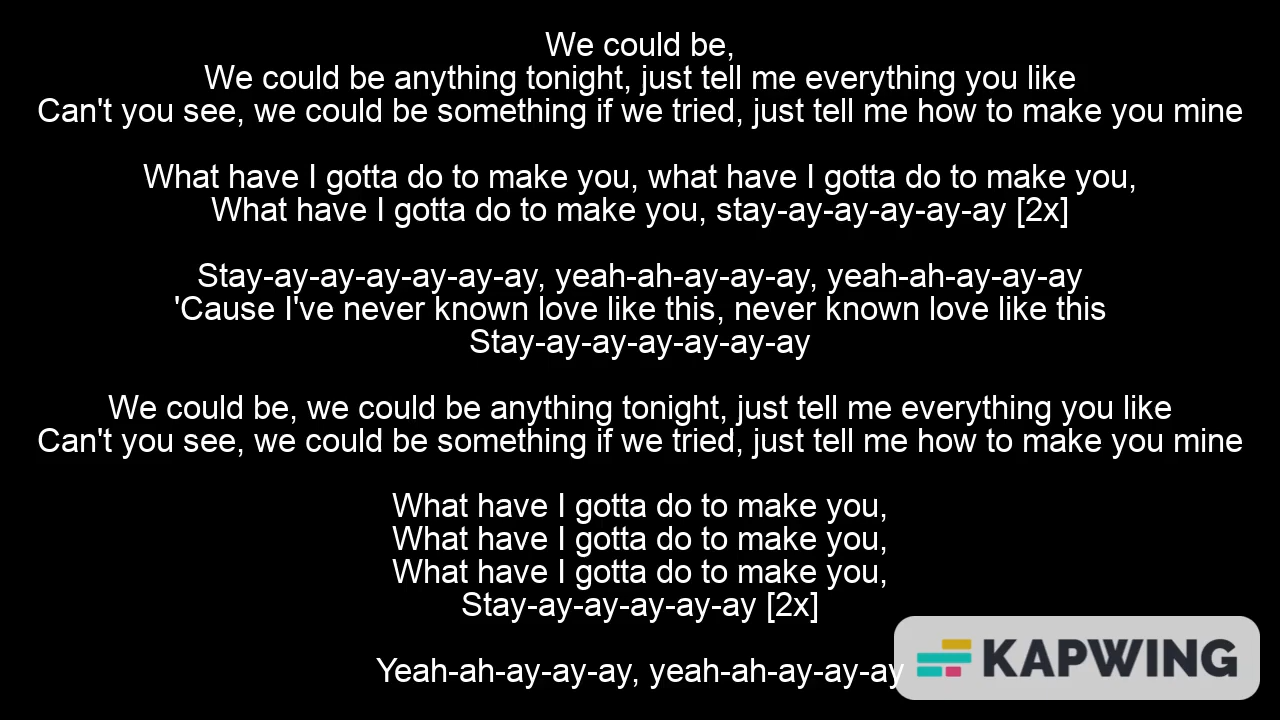 We could be,
We could be anything tonight, just tell me everything you like
Can't you see, we could be something if we tried, just tell me how to make you mine
What have I gotta do to make you, what have I gotta do to make you,
What have I gotta do to make you, stay-ay-ay-ay-ay-ay [2x]
Stay-ay-ay-ay-ay-ay-ay, yeah-ah-ay-ay-ay, yeah-ah-ay-ay-ay
'Cause I've never known love like this, never known love like this
Stay-ay-ay-ay-ay-ay-ay
We could be, we could be anything tonight, just tell me everything you like
Can't you see, we could be something if we tried, just tell me how to make you mine
What have I gotta do to make you,
What have I gotta do to make you,
What have I gotta do to make you,
Stay-ay-ay-ay-ay-ay [2x]
Yeah-ah-ay-ay-ay, yeah-ah-ay-ay-ay
KAPWING